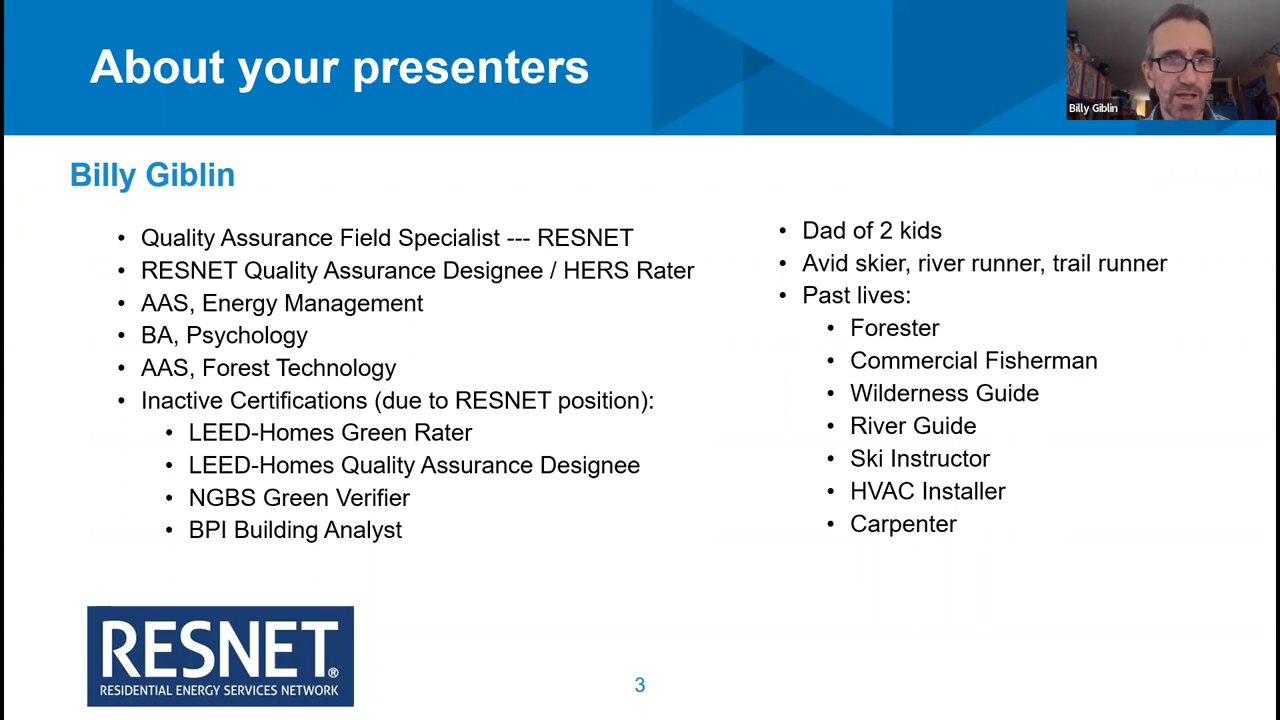 About your presenters
Billy Giblin
Billy Giblin
• Quality Assurance Field Specialist --- RESNET
• RESNET Quality Assurance Designee / HERS Rater
• AAS, Energy Management
• BA, Psychology
• AAS, Forest Technology
• Inactive Certifications (due to RESNET position):
• LEED-Homes Green Rater
• LEED-Homes Quality Assurance Designee
• NGBS Green Verifier
• BPI Building Analyst
• Dad of 2 kids
• Avid skier, river runner, trail runner
• Past lives:
• Forester
• Commercial Fisherman
• Wilderness Guide
• River Guide
• Ski Instructor
• HVAC Installer
• Carpenter
RESNET®
RESIDENTIAL ENERGY SERVICES NETWORK
3